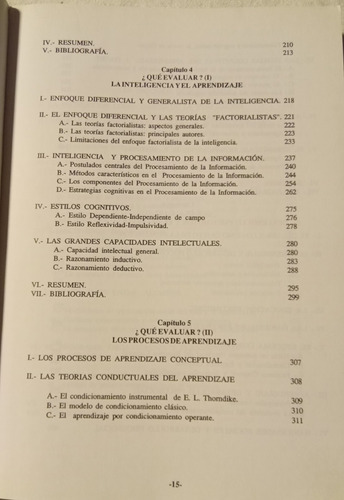 IV.- RESUMEN. 210
V.- BIBLIOGRAFÍA. 213
Capítulo 4
¿ QUÉ EVALUAR ? (I)
LA INTELIGENCIA Y EL APRENDIZAJE
I.- ENFOQUE DIFERENCIAL Y GENERALISTA DE LA INTELIGENCIA. 218
II.- EL ENFOQUE DIFERENCIAL Y LAS TEORÍAS "FACTORIALISTAS". 221
A.- Las teorías factorialistas: aspectos generales. 222
B.- Las teorías factorialistas: principales autores. 223
C.- Limitaciones del enfoque factorialista de la inteligencia. 233
III.- INTELIGENCIA Y PROCESAMIENTO DE LA INFORMACIÓN. 237
A.- Postulados centrales del Procesamiento de la Información. 240
B.- Métodos característicos en el Procesamiento de la Información. 244
C.- Los componentes del Procesamiento de la Información. 254
D.- Estrategias cognitivas en el Procesamiento de la Información. 262
IV.- ESTILOS COGNITIVOS. 275
A.- Estilo Dependiente-Independiente de campo 276
B.- Estilo Reflexividad-Impulsividad. 278
V.- LAS GRANDES CAPACIDADES INTELECTUALES. 280
A.- Capacidad intelectual general. 280
B.- Razonamiento inductivo. 283
C.- Razonamiento deductivo. 288
VI.- RESUMEN. 295
VII.- BIBLIOGRAFÍA. 299
Capítulo 5
¿ QUÉ EVALUAR ? (II)
LOS PROCESOS DE APRENDIZAJE
I.- LOS PROCESOS DE APRENDIZAJE CONCEPTUAL 307
II.- LAS TEORIAS CONDUCTUALES DEL APRENDIZAJE 308
A.- El condicionamiento instrumental de E. L. Thorndike. 309
B.- El modelo de condicionamiento clásico. 310
C.- El aprendizaje por condicionamiento operante. 311
-15-